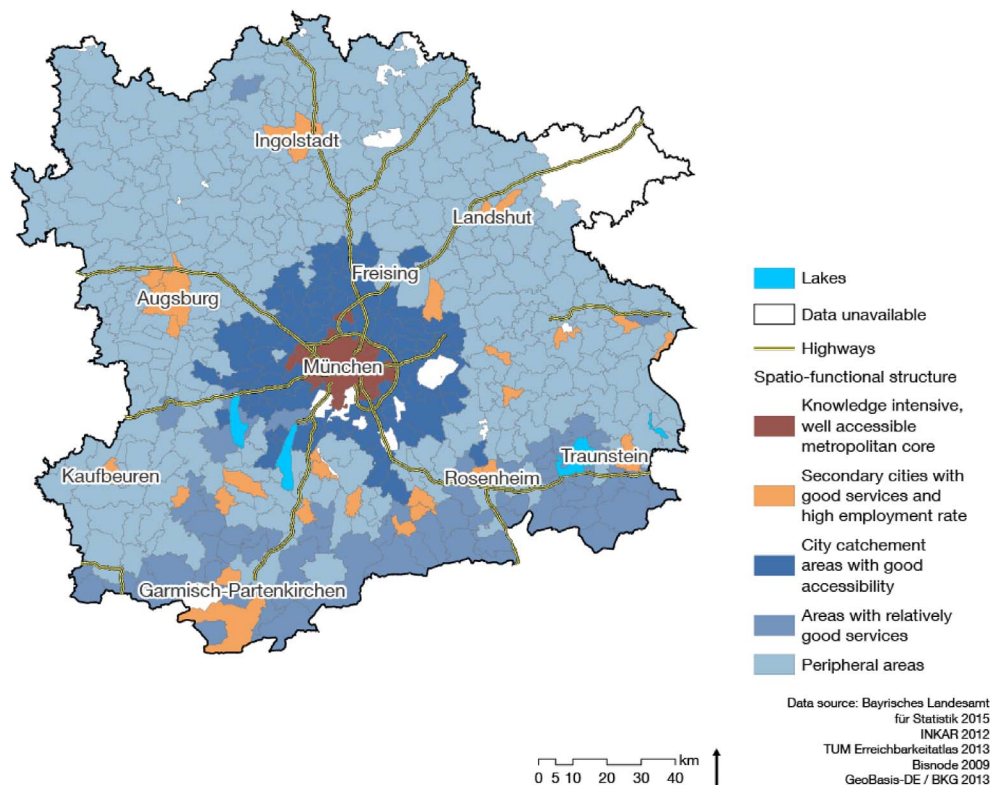 Ingolstadt
Landshut
Freising
Augsburg
München
Kaufbeuren
Rosenheim
Traunstein
Garmisch-Partenkirchen
Lakes
Data unavailable
Highways
Spatio-functional structure
Knowledge intensive,
well accessible
metropolitan core
Secondary cities with
good services and
high employment rate
City catchement
areas with good
accessibility
Areas with relatively
good services
Peripheral areas
Data source: Bayrisches Landesamt
für Statistik 2015
INKAR 2012
TUM Erreichbarkeitatlas 2013
Bisnode 2009
GeoBasis-DE / BKG 2013
km
0 5 10 20 30 40